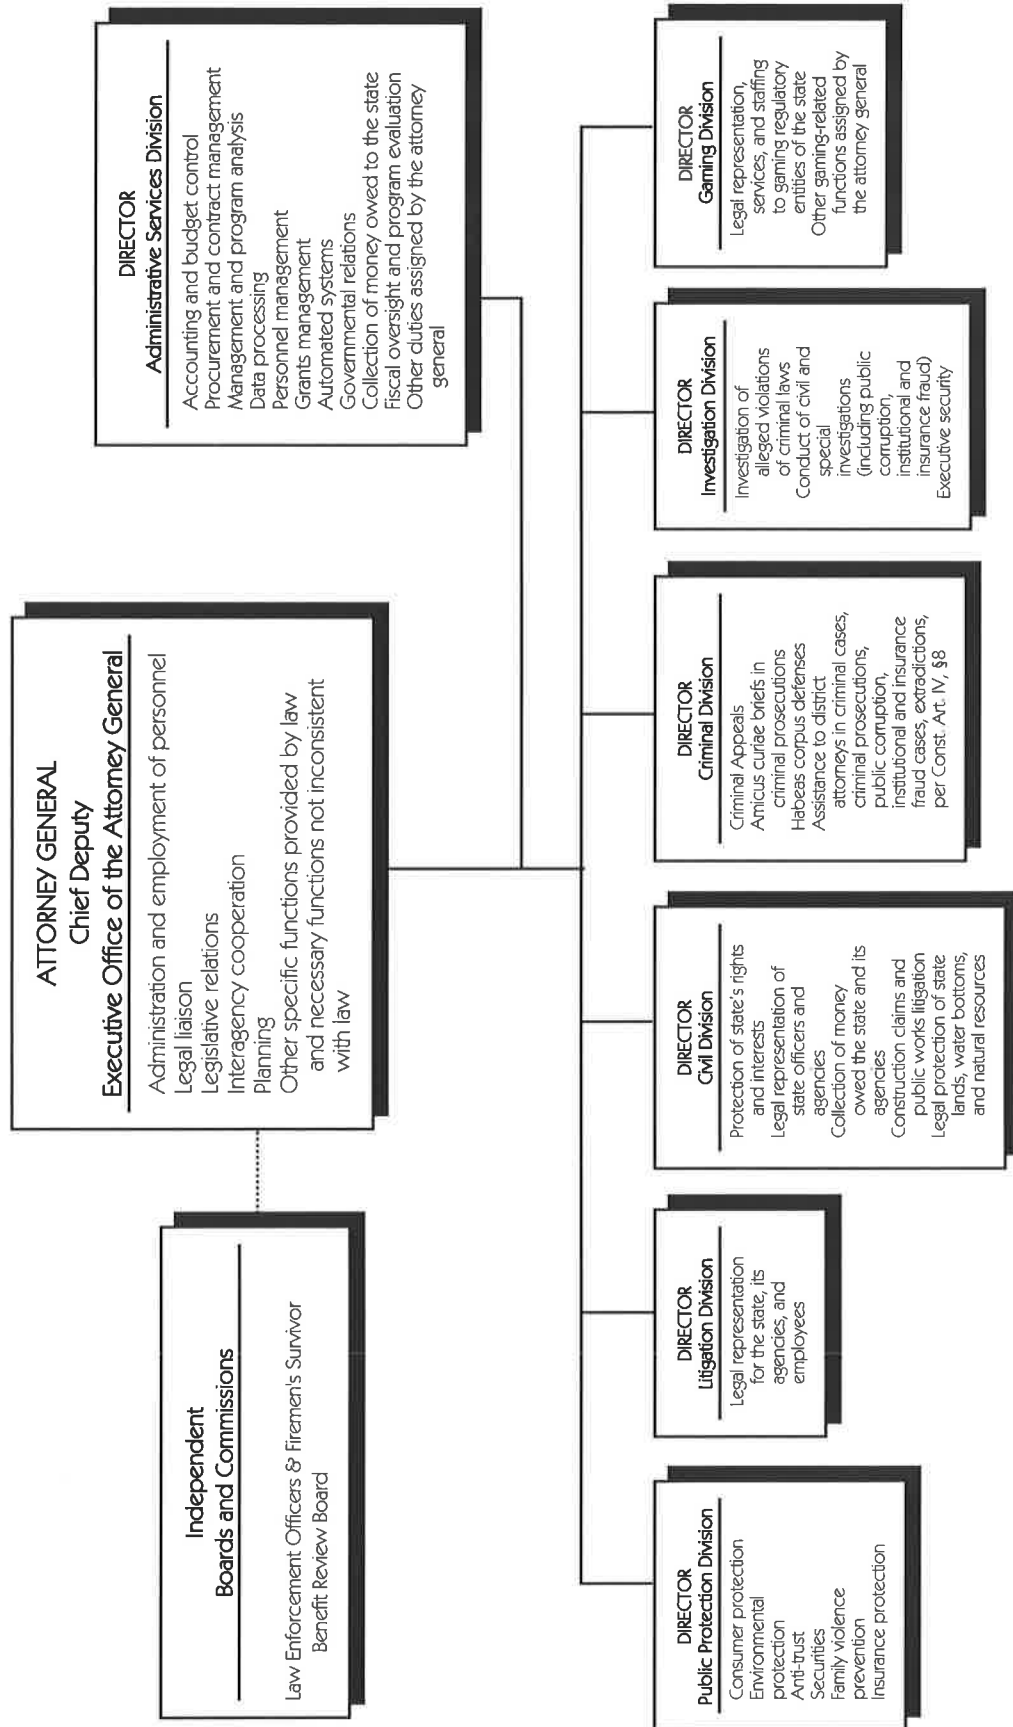 ATTORNEY GENERAL
Chief Deputy
Executive Office of the Attorney General
Administration and employment of personnel
Legal liaison
Legislative relations
Interagency cooperation
Planning
Other specific functions provided by law
and necessary functions not inconsistent
with law
Independent
Boards and Commissions
Law Enforcement Officers & Firemen's Survivor
Benefit Review Board
DIRECTOR
Administrative Services Division
Accounting and budget control
Procurement and contract management
Management and program analysis
Data processing
Personnel management
Grants management
Automated systems
Governmental relations
Collection of money owed to the state
Fiscal oversight and program evaluation
Other duties assigned by the attorney
general
DIRECTOR
Public Protection Division
Consumer protection
Environmental
protection
Anti-trust
Securities
Family violence
prevention
Insurance protection
DIRECTOR
Litigation Division
Legal representation
for the state, its
agencies, and
employees
DIRECTOR
Civil Division
Protection of state's rights
and interests
Legal representation of
state officers and
agencies
Collection of money
owed the state and its
agencies
Construction claims and
public works litigation
Legal protection of state
lands, water bottoms,
and natural resources
DIRECTOR
Criminal Division
Criminal Appeals
Amicus curiae briefs in
criminal prosecutions
Habeas corpus defenses
Assistance to district
attorneys in criminal cases,
criminal prosecutions,
public corruption,
institutional and insurance
fraud cases, extraditions,
per Const. Art. IV, §8
DIRECTOR
Investigation Division
Investigation of
alleged violations
of criminal laws
Conduct of civil and
special
investigations
(including public
corruption,
institutional and
insurance fraud)
Executive security
DIRECTOR
Gaming Division
Legal representation,
services, and staffing
to gaming regulatory
entities of the state
Other gaming-related
functions assigned by
the attorney general